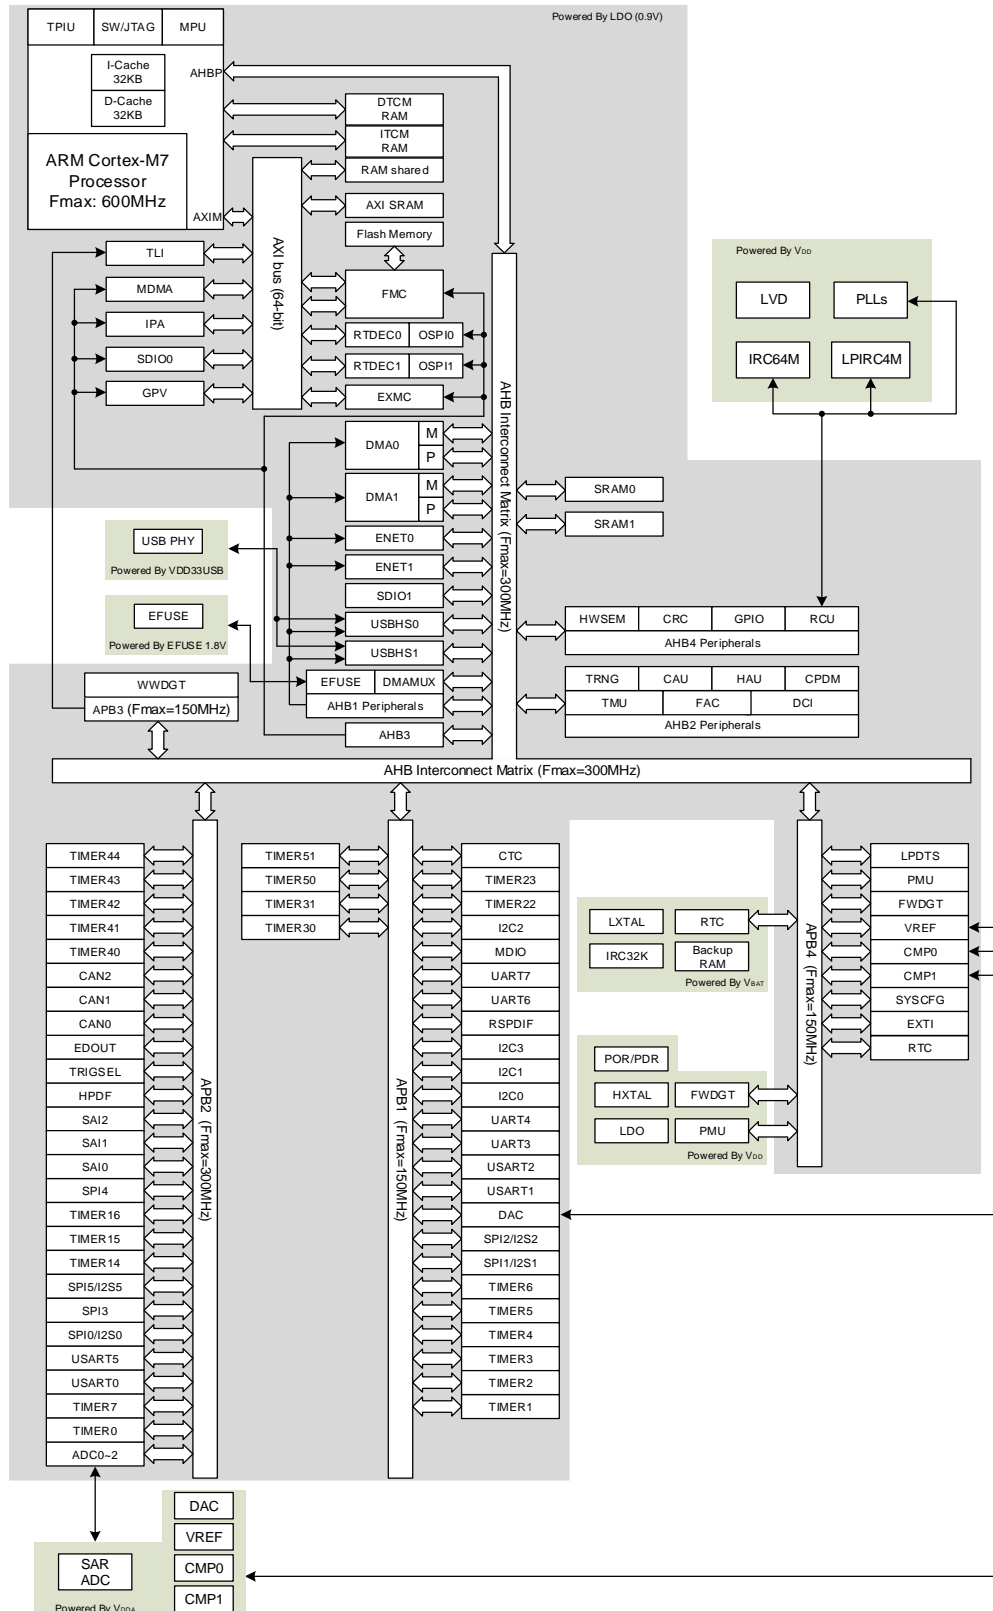 Powered By LDO (0.9V)
TPIU
SW/JTAG
MPU
I-Cache
32KB
D-Cache
32KB
AHBP
ARM Cortex-M7
Processor
Fmax: 600MHz
AXIM
DTCM
RAM
ITCM
RAM
RAM shared
AXI SRAM
Flash Memory
FMC
RTDEC0
OSPI0
RTDEC1
OSPI1
EXMC
AXI bus (64-bit)
TLI
MDMA
IPA
SDIO0
GPV
Powered By VDD
LVD
PLLs
IRC64M
LPIRC4M
AHB Interconnect Matrix (Fmax=300MHz)
DMA0
M
P
DMA1
M
P
ENET0
ENET1
SDIO1
USBHS0
USBHS1
EFUSE
DMAMUX
AHB1 Peripherals
AHB3
SRAM0
SRAM1
USB PHY
Powered By VDD33USB
EFUSE
Powered By EFUSE 1.8V
HWSEM
CRC
GPIO
RCU
AHB4 Peripherals
TRNG
CAU
HAU
CPDM
TMU
FAC
DCI
AHB2 Peripherals
WWDGT
APB3 (Fmax=150MHz)
AHB Interconnect Matrix (Fmax=300MHz)
TIMER44
TIMER43
TIMER42
TIMER41
TIMER40
CAN2
CAN1
CAN0
EDOUT
TRIGSEL
HPDF
SAI2
SAI1
SAI0
SPI4
TIMER16
TIMER15
TIMER14
SPI5/I2S5
SPI3
SPI0/I2S0
USART5
USART0
TIMER7
TIMER0
ADC0~2
APB2 (Fmax=300MHz)
TIMER51
TIMER50
TIMER31
TIMER30
APB1 (Fmax=150MHz)
CTC
TIMER23
TIMER22
I2C2
MDIO
UART7
UART6
RSPDIF
I2C3
I2C1
I2C0
UART4
UART3
USART2
USART1
DAC
SPI2/I2S2
SPI1/I2S1
TIMER6
TIMER5
TIMER4
TIMER3
TIMER2
TIMER1
LXTAL
RTC
IRC32K
Backup
RAM
Powered By VBAT
POR/PDR
HXTAL
FWDGT
LDO
PMU
Powered By VDD
APB4 (Fmax=150MHz)
LPDTS
PMU
FWDGT
VREF
CMP0
CMP1
SYSCFG
EXTI
RTC
DAC
VREF
CMP0
CMP1
SAR
ADC
Powered By VDDA